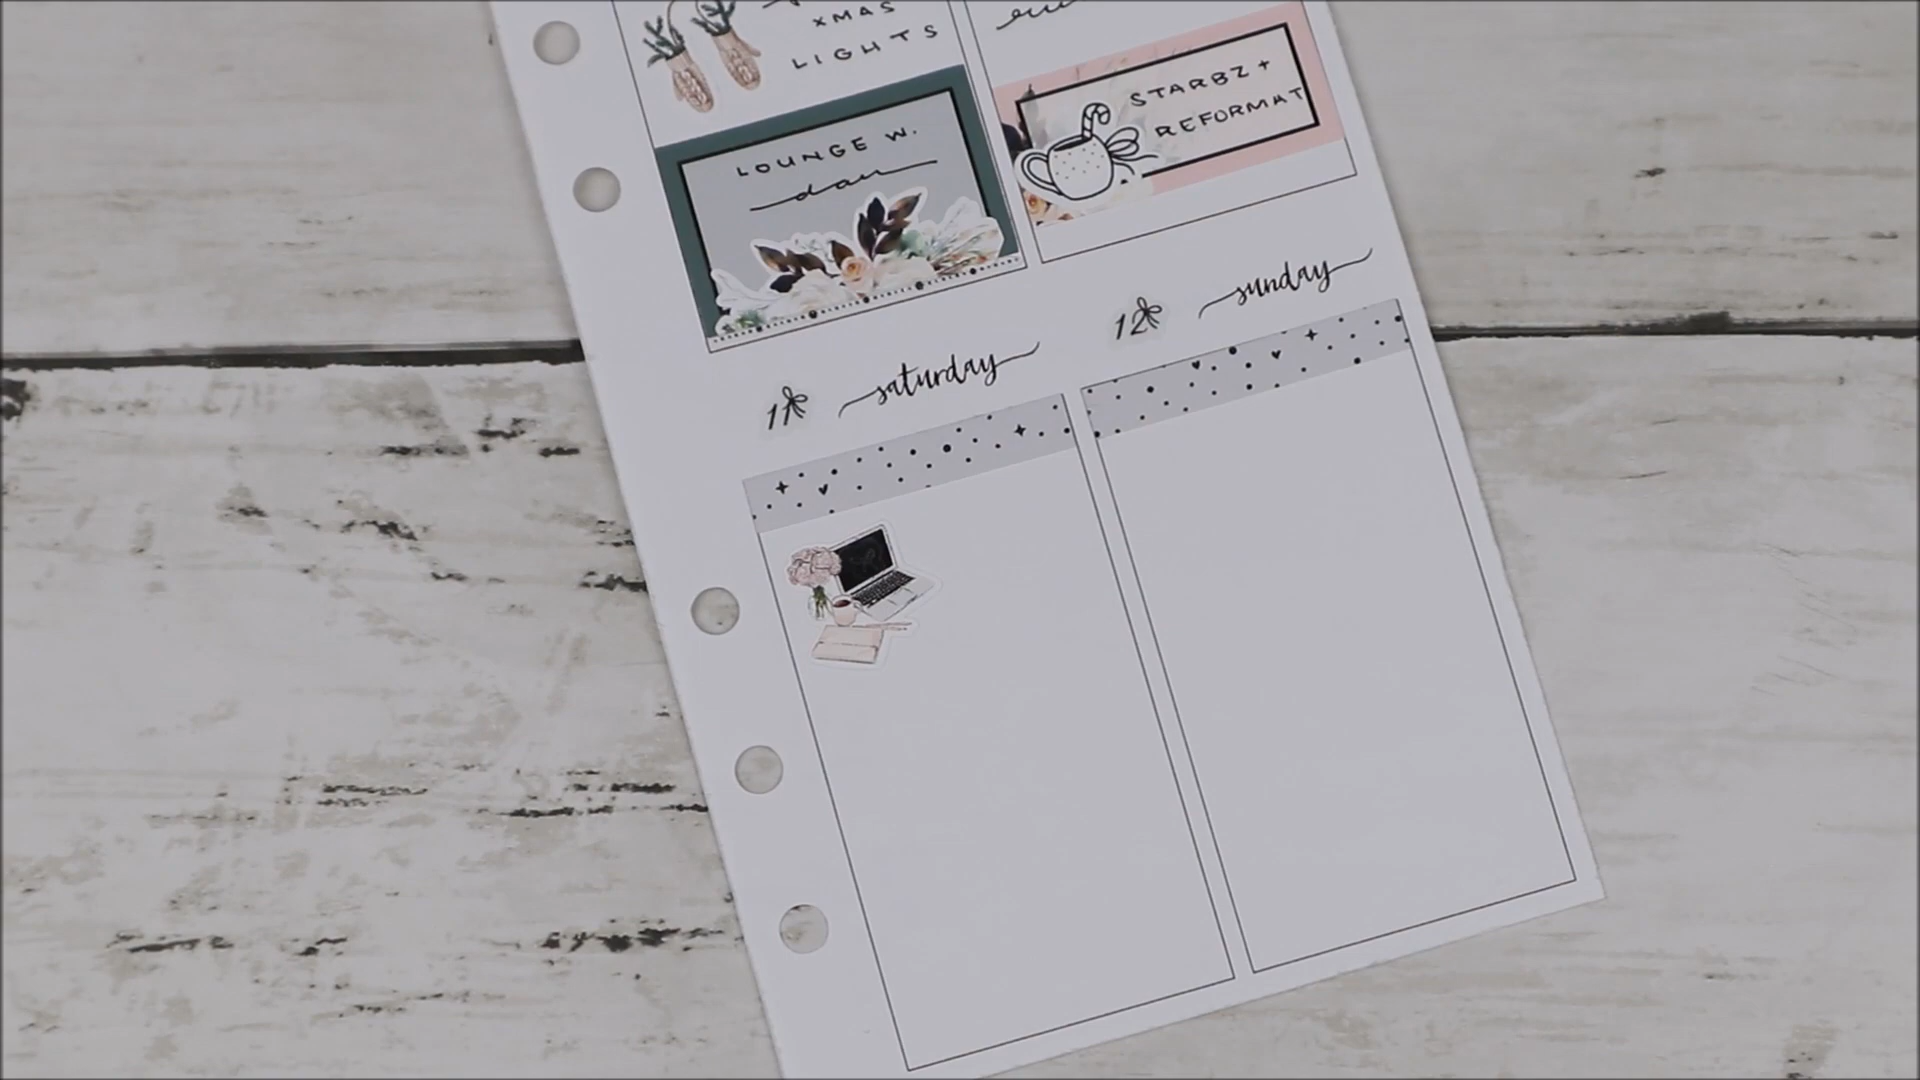 XMAS
LIGHTS
LOUNGE W.
dan
STARBZ +
REFORMAT
11 saturday
12 sunday